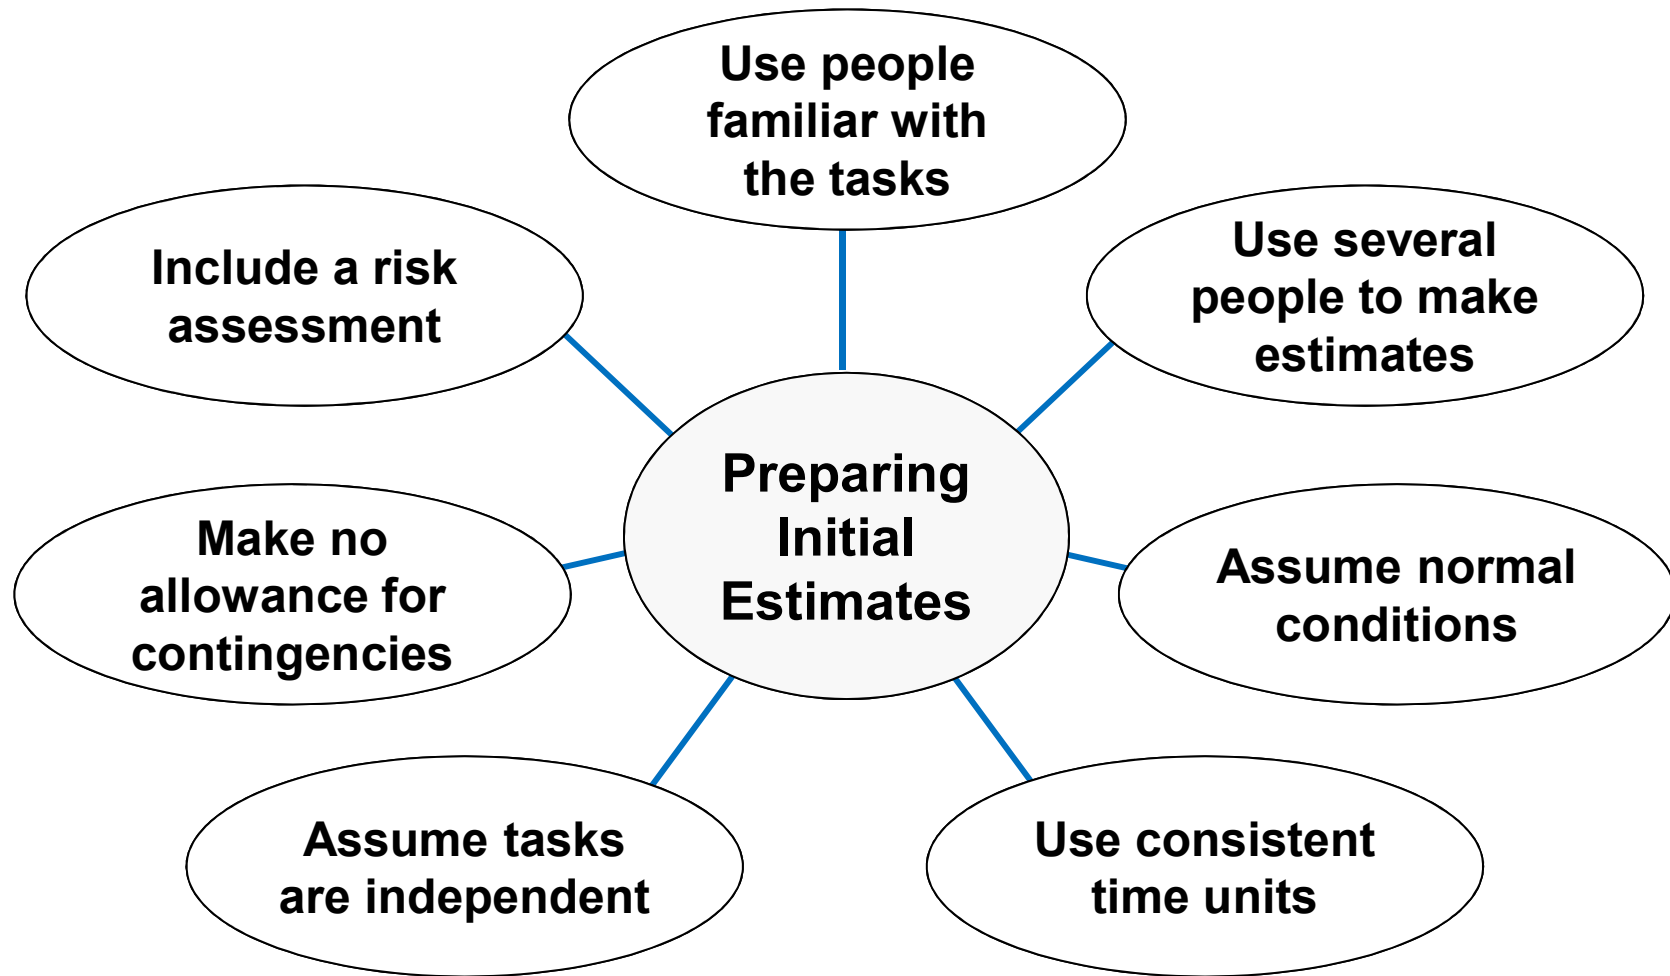 Use people
familiar with
the tasks
Include a risk
assessment
Use several
people to make
estimates
Preparing
Initial
Estimates
Make no
allowance for
contingencies
Assume normal
conditions
Assume tasks
are independent
Use consistent
time units